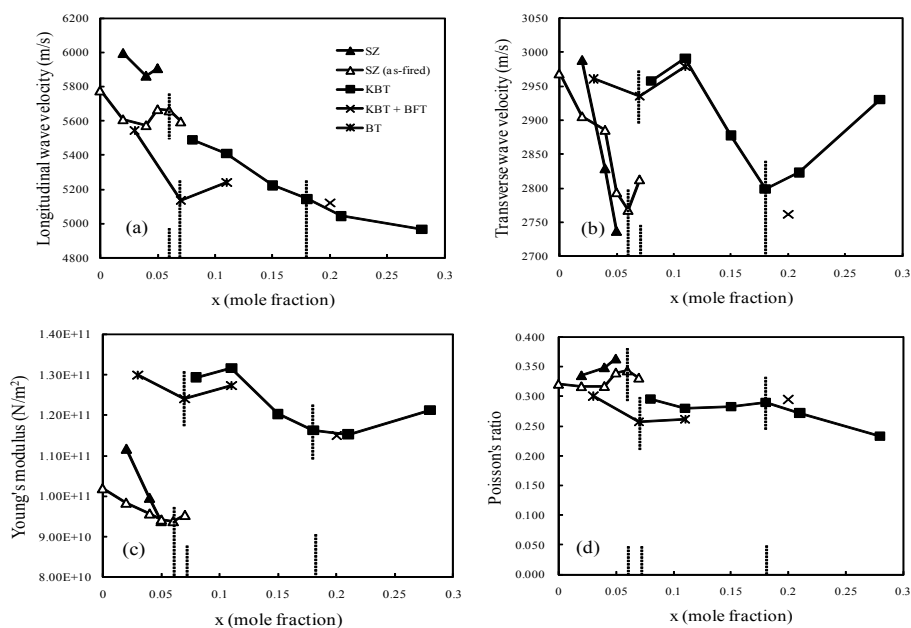 6200
6000
5800
5600
5400
5200
5000
4800
Longitudinal wave velocity (m/s)
SZ
SZ (as-fired)
KBT
KBT + BFT
BT
(a)
0 0.05 0.1 0.15 0.2 0.25 0.3
x (mole fraction)
3050
3000
2950
2900
2850
2800
2750
2700
Transverse wave velocity (m/s)
(b)
0 0.05 0.1 0.15 0.2 0.25 0.3
x (mole fraction)
1.40E+11
1.30E+11
1.20E+11
1.10E+11
1.00E+11
9.00E+10
8.00E+10
Young's modulus (N/m²)
(c)
0 0.05 0.1 0.15 0.2 0.25 0.3
x (mole fraction)
0.400
0.350
0.300
0.250
0.200
0.150
0.100
0.050
0.000
Poisson's ratio
(d)
0 0.05 0.1 0.15 0.2 0.25 0.3
x (mole fraction)